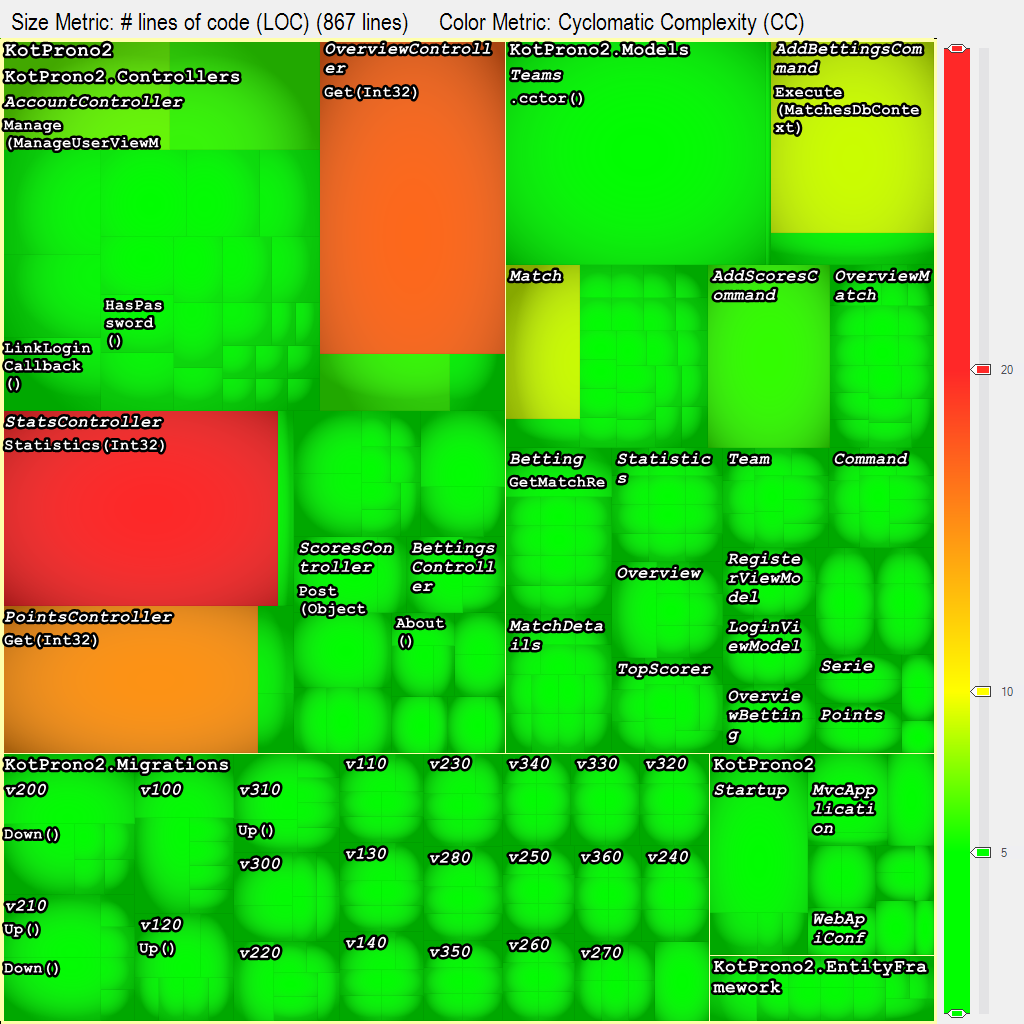 Size Metric: # lines of code (LOC) (867 lines) Color Metric: Cyclomatic Complexity (CC)
KotProno2
KotProno2.Controllers
AccountController
Manage
(ManageUserViewM
HasPas
sword
()
LinkLogin
Callback
()
OverviewControll
er
Get(Int32)
KotProno2.Models
Teams
.cctor()
AddBettingsCom
mand
Execute
(MatchesDbConte
xt)
Match
AddScoresC
ommand
OverviewM
atch
StatsController
Statistics(Int32)
ScoresCon
troller
Post
(Object
Bettings
Controll
er
About
()
PointsController
Get(Int32)
Betting
GetMatchRe
Statistic
s
Team
Command
Overview
Registe
rViewMo
del
MatchDeta
ils
LoginVi
ewModel
TopScorer
Serie
Overvie
wBettin
g
Points
KotProno2.Migrations
v200
Down()
v100
v310
Up()
v110
v230
v340
v330
v320
v300
v130
v280
v250
v360
v240
v210
Up()
Down()
v120
Up()
v220
v140
v350
v260
v270
KotProno2
Startup
MvcApp
licati
on
WebAp
iConf
KotProno2.EntityFra
mework
20
10
5